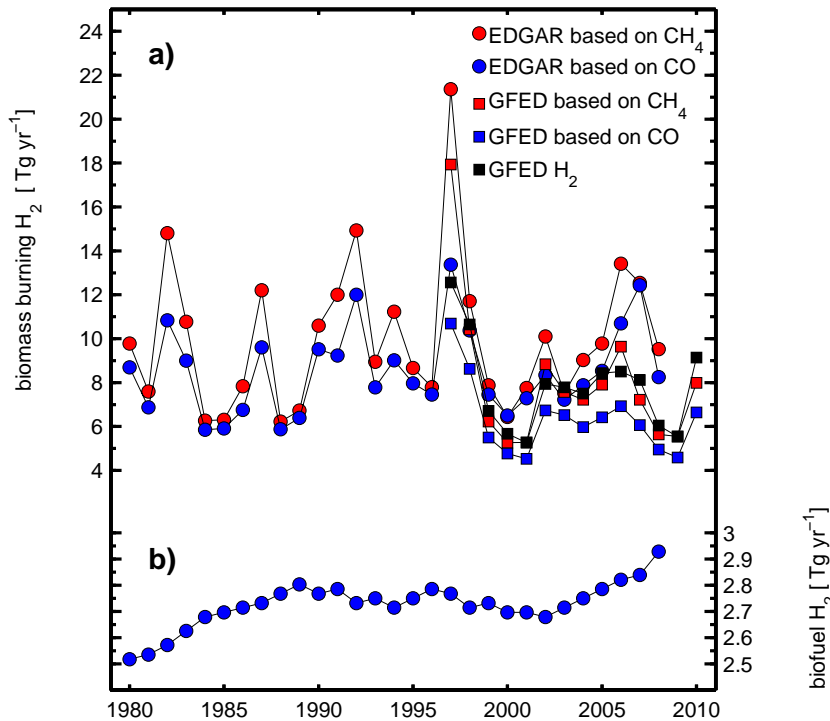 a)
EDGAR based on CH4
EDGAR based on CO
GFED based on CH4
GFED based on CO
GFED H2
biomass burning H2 [ Tg yr−1]
24
22
20
18
16
14
12
10
8
6
4
b)
3
2.9
2.8
2.7
2.6
2.5
biofuel H2 [ Tg yr−1]
1980 1985 1990 1995 2000 2005 2010